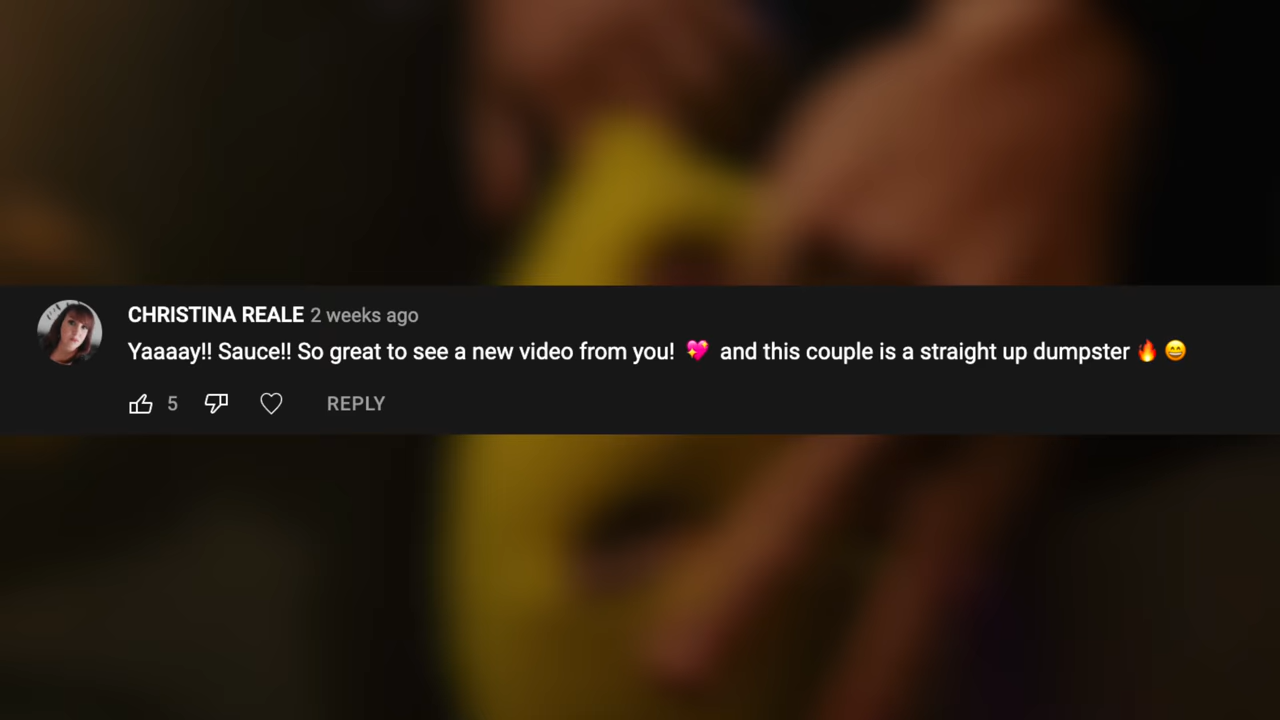 CHRISTINA REALE 2 weeks ago
Yaaaay!! Sauce!! So great to see a new video from you! 💖 and this couple is a straight up dumpster 🔥 😄
5 REPLY